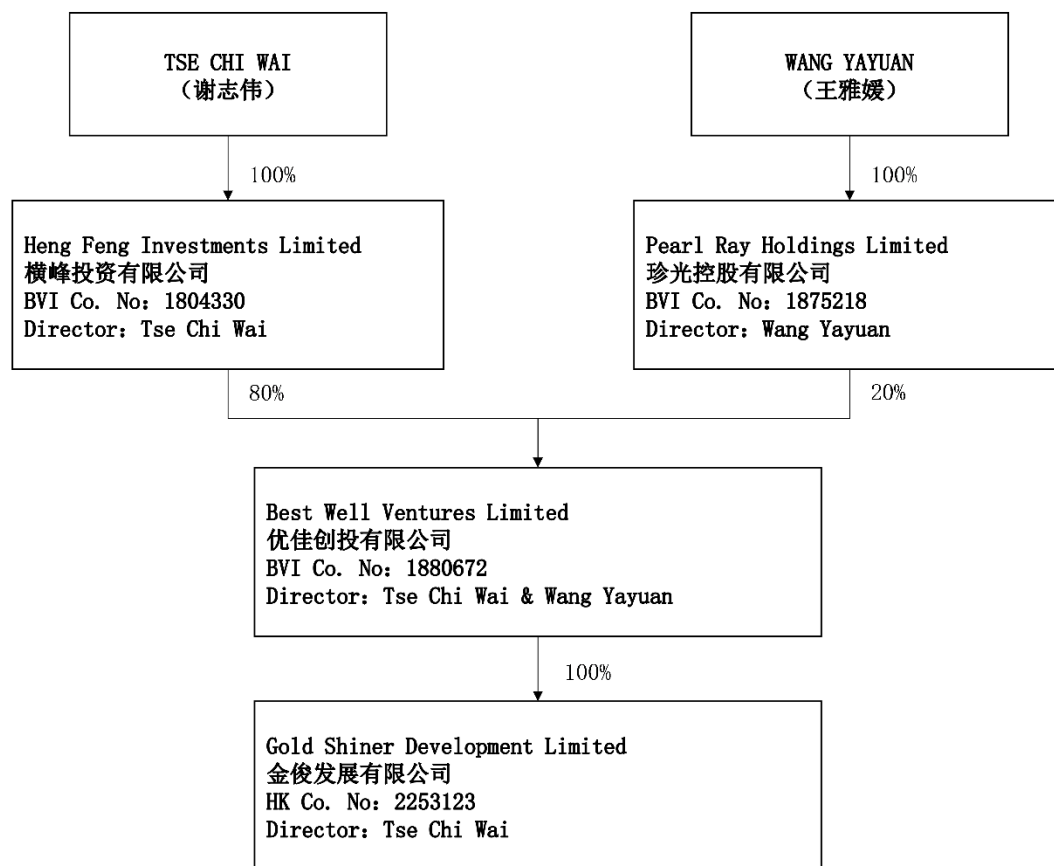 TSE CHI WAI
（谢志伟）
WANG YAYUAN
（王雅媛）
100%
100%
Heng Feng Investments Limited
横峰投资有限公司
BVI Co. No：1804330
Director：Tse Chi Wai
Pearl Ray Holdings Limited
珍光控股有限公司
BVI Co. No：1875218
Director：Wang Yayuan
80%
20%
Best Well Ventures Limited
优佳创投有限公司
BVI Co. No：1880672
Director：Tse Chi Wai & Wang Yayuan
100%
Gold Shiner Development Limited
金俊发展有限公司
HK Co. No：2253123
Director：Tse Chi Wai